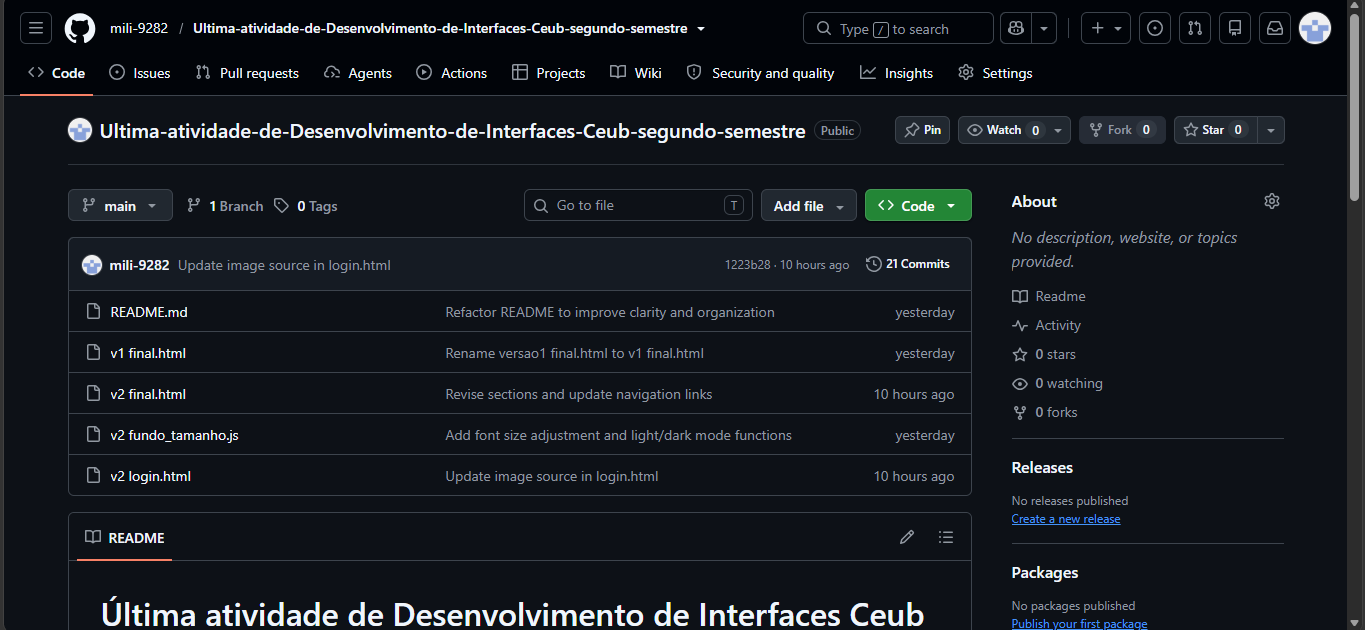 mili-9282 / Ultima-atividade-de-Desenvolvimento-de-Interfaces-Ceub-segundo-semestre Type / to search
Code Issues Pull requests Agents Actions Projects Wiki Security and quality Insights Settings
Ultima-atividade-de-Desenvolvimento-de-Interfaces-Ceub-segundo-semestre Public Pin Watch 0 Fork 0 Star 0
main 1 Branch 0 Tags Go to file T Add file Code
mili-9282 Update image source in login.html 1223b28 · 10 hours ago 21 Commits
README.md Refactor README to improve clarity and organization yesterday
v1 final.html Rename versao1 final.html to v1 final.html yesterday
v2 final.html Revise sections and update navigation links 10 hours ago
v2 fundo_tamanho.js Add font size adjustment and light/dark mode functions yesterday
v2 login.html Update image source in login.html 10 hours ago
README
Última atividade de Desenvolvimento de Interfaces Ceub
About
No description, website, or topics
provided.
Readme
Activity
0 stars
0 watching
0 forks
Releases
No releases published
Create a new release
Packages
No packages published
Publish your first package